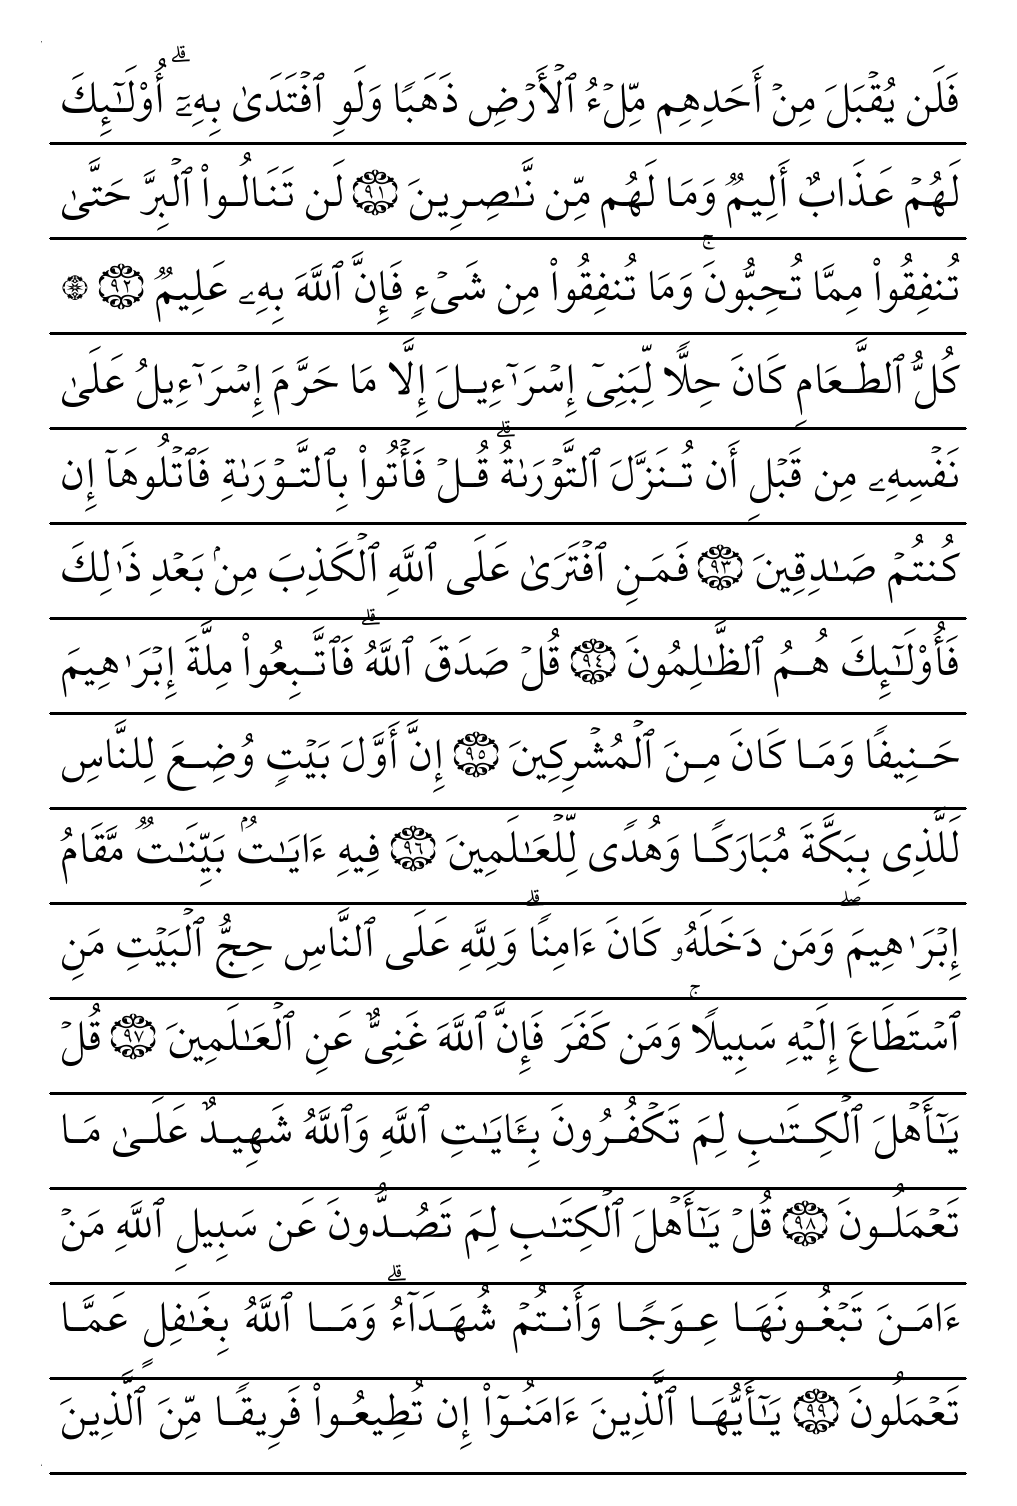 فَلَن يُقۡبَلَ مِنۡ أَحَدِهِم مِّلۡءُ ٱلۡأَرۡضِ ذَهَبٗا وَلَوِ ٱفۡتَدَىٰ بِهِۦٓۗ أُوْلَٰٓئِكَ
لَهُمۡ عَذَابٌ أَلِيمٞ وَمَا لَهُم مِّن نَّٰصِرِينَ ۝٩١ لَن تَنَالُواْ ٱلۡبِرَّ حَتَّىٰ
تُنفِقُواْ مِمَّا تُحِبُّونَۚ وَمَا تُنفِقُواْ مِن شَيۡءٖ فَإِنَّ ٱللَّهَ بِهِۦ عَلِيمٞ ۝٩٢ ۞
كُلُّ ٱلطَّعَامِ كَانَ حِلّٗا لِّبَنِيٓ إِسۡرَٰٓءِيلَ إِلَّا مَا حَرَّمَ إِسۡرَٰٓءِيلُ عَلَىٰ
نَفۡسِهِۦ مِن قَبۡلِ أَن تُنَزَّلَ ٱلتَّوۡرَىٰةُۚ قُلۡ فَأۡتُواْ بِٱلتَّوۡرَىٰةِ فَٱتۡلُوهَآ إِن
كُنتُمۡ صَٰدِقِينَ ۝٩٣ فَمَنِ ٱفۡتَرَىٰ عَلَى ٱللَّهِ ٱلۡكَذِبَ مِنۢ بَعۡدِ ذَٰلِكَ
فَأُوْلَٰٓئِكَ هُمُ ٱلظَّٰلِمُونَ ۝٩٤ قُلۡ صَدَقَ ٱللَّهُۗ فَٱتَّبِعُواْ مِلَّةَ إِبۡرَٰهِيمَ
حَنِيفٗا وَمَا كَانَ مِنَ ٱلۡمُشۡرِكِينَ ۝٩٥ إِنَّ أَوَّلَ بَيۡتٖ وُضِعَ لِلنَّاسِ
لَلَّذِي بِبَكَّةَ مُبَارَكٗا وَهُدٗى لِّلۡعَٰلَمِينَ ۝٩٦ فِيهِ ءَايَٰتُۢ بَيِّنَٰتٞ مَّقَامُ
إِبۡرَٰهِيمَۖ وَمَن دَخَلَهُۥ كَانَ ءَامِنٗاۗ وَلِلَّهِ عَلَى ٱلنَّاسِ حِجُّ ٱلۡبَيۡتِ مَنِ
ٱسۡتَطَاعَ إِلَيۡهِ سَبِيلٗاۚ وَمَن كَفَرَ فَإِنَّ ٱللَّهَ غَنِيٌّ عَنِ ٱلۡعَٰلَمِينَ ۝٩٧ قُلۡ
يَٰٓأَهۡلَ ٱلۡكِتَٰبِ لِمَ تَكۡفُرُونَ بِـَٔايَٰتِ ٱللَّهِ وَٱللَّهُ شَهِيدٌ عَلَىٰ مَا
تَعۡمَلُونَ ۝٩٨ قُلۡ يَٰٓأَهۡلَ ٱلۡكِتَٰبِ لِمَ تَصُدُّونَ عَن سَبِيلِ ٱللَّهِ مَنۡ
ءَامَنَ تَبۡغُونَهَا عِوَجٗا وَأَنتُمۡ شُهَدَآءُۗ وَمَا ٱللَّهُ بِغَٰفِلٍ عَمَّا
تَعۡمَلُونَ ۝٩٩ يَٰٓأَيُّهَا ٱلَّذِينَ ءَامَنُوٓاْ إِن تُطِيعُواْ فَرِيقٗا مِّنَ ٱلَّذِينَ